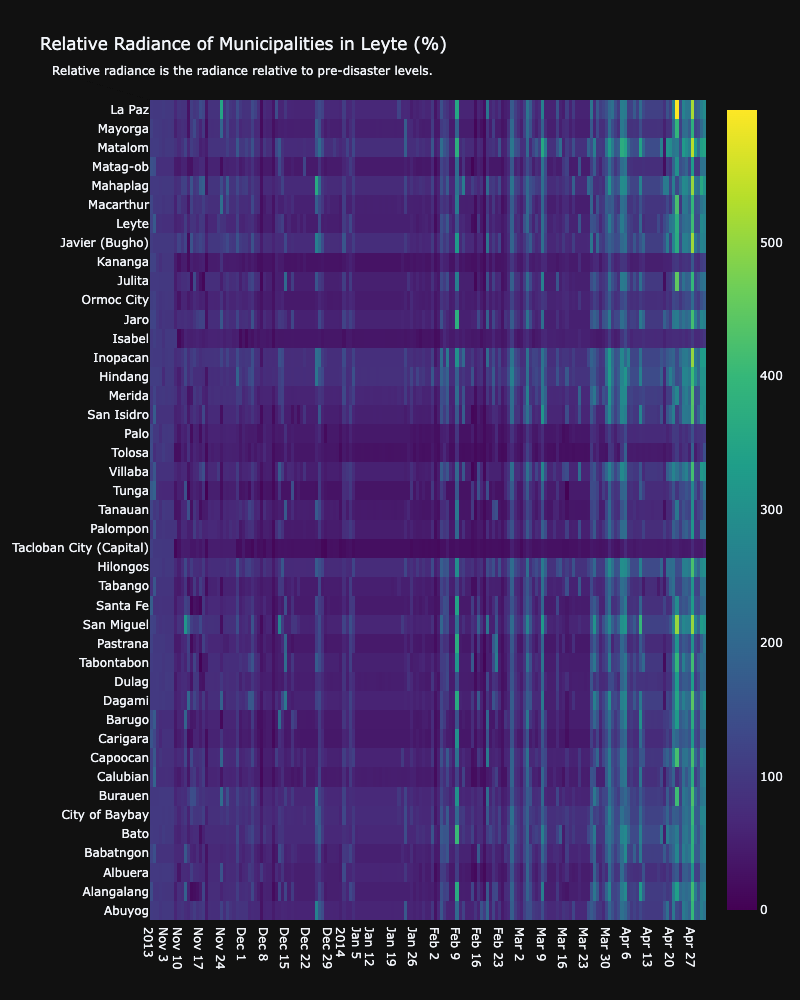 Relative Radiance of Municipalities in Leyte (%)
Relative radiance is the radiance relative to pre-disaster levels.
La Paz
Mayorga
Matalom
Matag-ob
Mahaplag
Macarthur
Leyte
Javier (Bugho)
Kananga
Julita
Ormoc City
Jaro
Isabel
Inopacan
Hindang
Merida
San Isidro
Palo
Tolosa
Villaba
Tunga
Tanauan
Palompon
Tacloban City (Capital)
Hilongos
Tabango
Santa Fe
San Miguel
Pastrana
Tabontabon
Dulag
Dagami
Barugo
Carigara
Capoocan
Calubian
Burauen
City of Baybay
Bato
Babatngon
Albuera
Alangalang
Abuyog
2013
Nov 3
Nov 10
Nov 17
Nov 24
Dec 1
Dec 8
Dec 15
Dec 22
Dec 29
2014
Jan 5
Jan 12
Jan 19
Jan 26
Feb 2
Feb 9
Feb 16
Feb 23
Mar 2
Mar 9
Mar 16
Mar 23
Mar 30
Apr 6
Apr 13
Apr 20
Apr 27
500
400
300
200
100
0